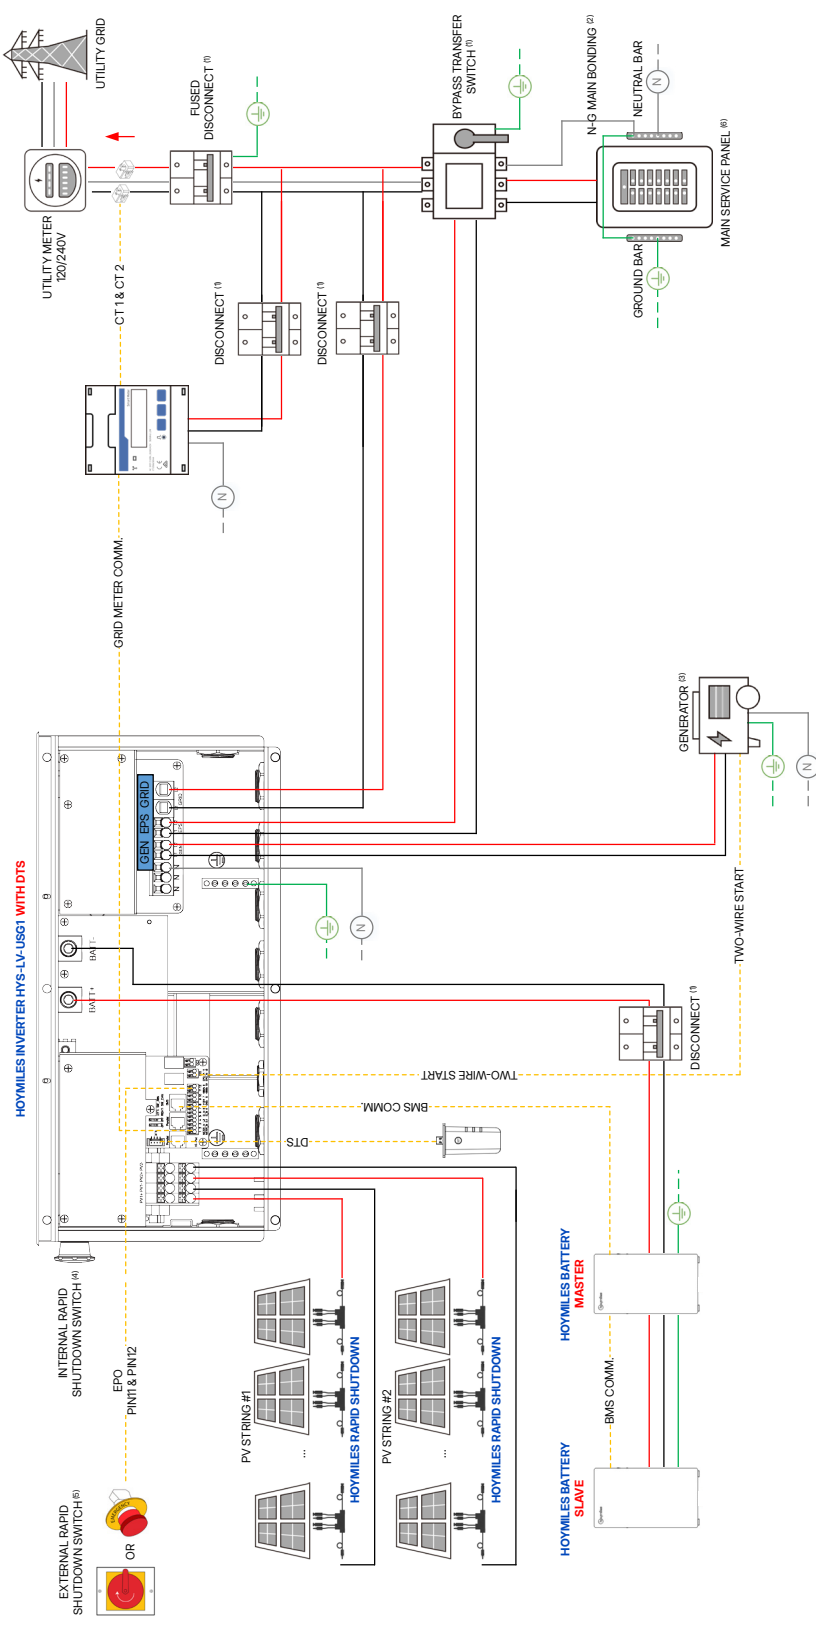 HOYMILES INVERTER HYS-LV-USG1 WITH DTS
UTILITY GRID
UTILITY METER
120/240V
FUSED
DISCONNECT (1)
BYPASS TRANSFER
SWITCH (1)
N-G MAIN BONDING (2)
NEUTRAL BAR
N
MAIN SERVICE PANEL (6)
GROUND BAR
CT 1 & CT 2
DISCONNECT (1)
DISCONNECT (1)
N
GRID METER COMM.
GENERATOR (3)
N
TWO-WIRE START
GEN EPS GRID
BATT-
BATT+
N
DISCONNECT (1)
TWO-WIRE START
BMS COMM.
DTS
INTERNAL RAPID
SHUTDOWN SWITCH (4)
EPO
PIN11 & PIN12
EXTERNAL RAPID
SHUTDOWN SWITCH (5)
EMERGENCY
OR
PV STRING #1
...
HOYMILES RAPID SHUTDOWN
PV STRING #2
...
HOYMILES RAPID SHUTDOWN
HOYMILES BATTERY
MASTER
BMS COMM.
HOYMILES BATTERY
SLAVE